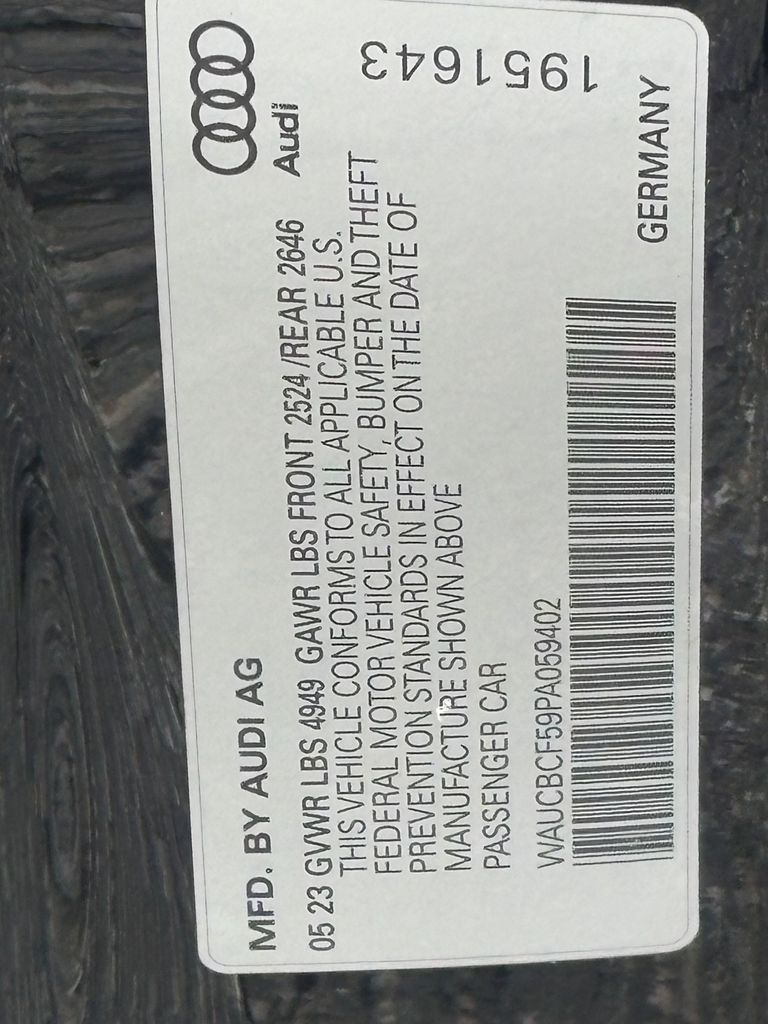 MFD. BY AUDI AG
Audi
05 23 GVWR LBS 4949 GAWR LBS FRONT 2524 /REAR 2646
THIS VEHICLE CONFORMS TO ALL APPLICABLE U.S.
FEDERAL MOTOR VEHICLE SAFETY, BUMPER AND THEFT
PREVENTION STANDARDS IN EFFECT ON THE DATE OF
MANUFACTURE SHOWN ABOVE
PASSENGER CAR
WAUCBCF59PA059402
GERMANY
1951643